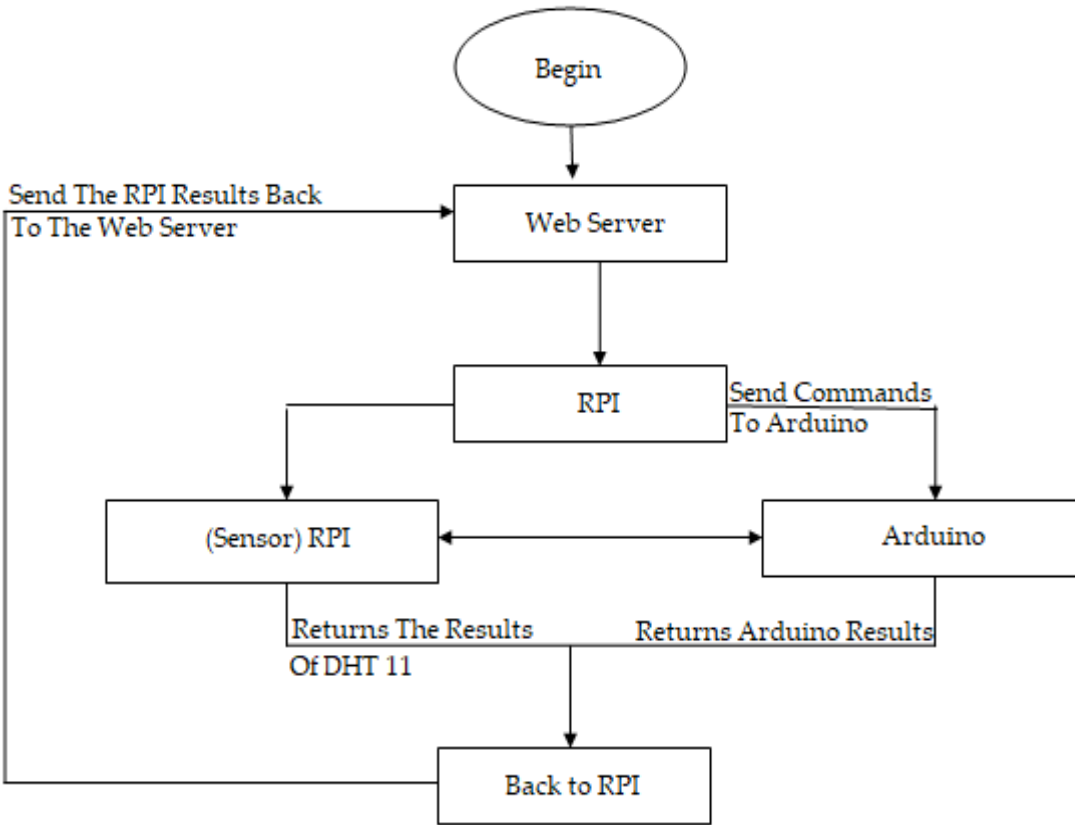 Begin
Send The RPI Results Back
To The Web Server
Web Server
RPI
Send Commands
To Arduino
(Sensor) RPI
Arduino
Returns The Results
Of DHT 11
Returns Arduino Results
Back to RPI